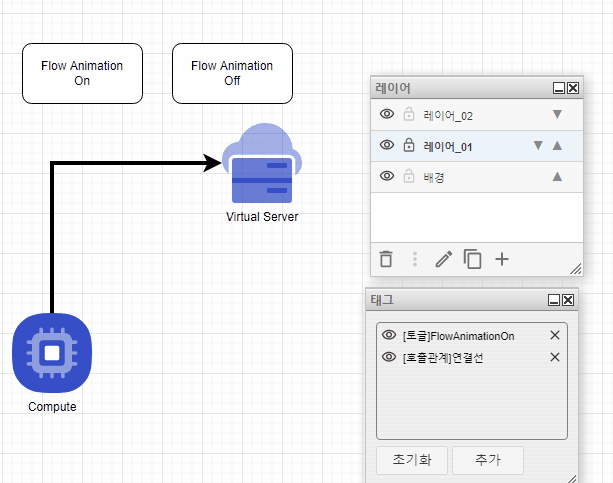 Flow Animation
On
Flow Animation
Off
Virtual Server
Compute
레이어
레이어_02
레이어_01
배경
태그
[토글]FlowAnimationOn
[호출관계]연결선
초기화
추가